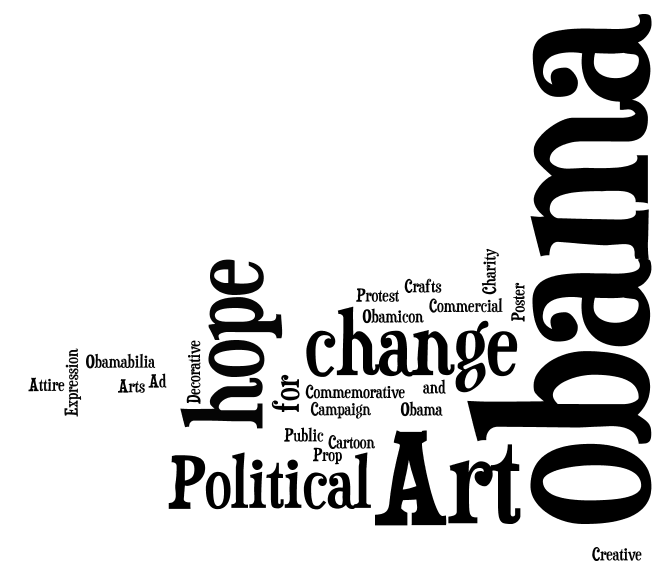 Obama
hope
Charity
Crafts
Protest
Commercial
Poster
Obamicon
change
Expression
Obamabilia
Decorative
Attire
Arts
Ad
for
Commemorative
and
Campaign
Obama
Public
Cartoon
Prop
Political
Art
Creative